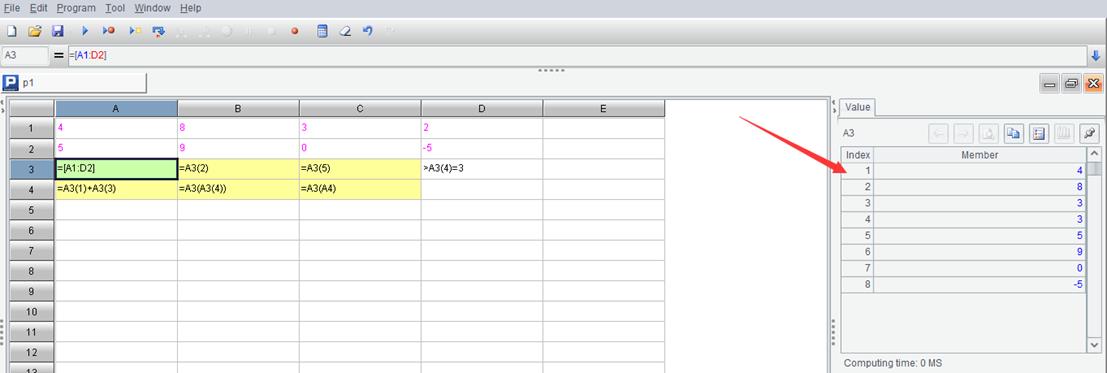 File Edit Program Tool Window Help
A3 = =[A1:D2]
p1
A B C D E
1 4 8 3 2
2 5 9 0 -5
3 =[A1:D2] =A3(2) =A3(5) >A3(4)=3
4 =A3(1)+A3(3) =A3(A3(4)) =A3(A4)
5
6
7
8
9
10
11
12
13
Value
A3
Index Member
1 4
2 8
3 3
4 3
5 5
6 9
7 0
8 -5
Computing time: 0 MS